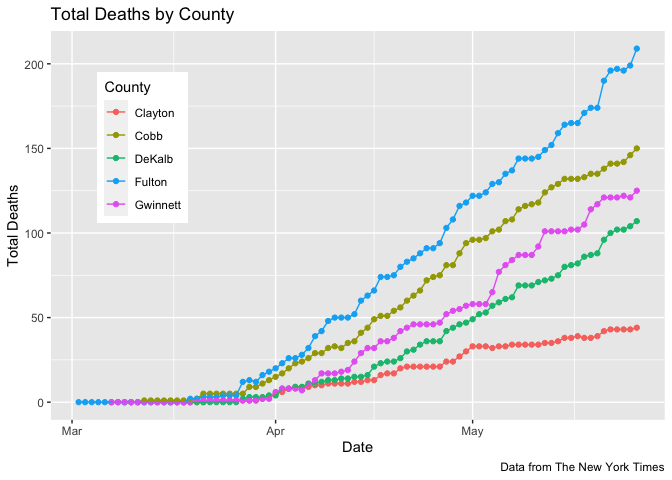 Total Deaths by County
Total Deaths
200
150
100
50
0
County
Clayton
Cobb
DeKalb
Fulton
Gwinnett
Mar
Apr
May
Date
Data from The New York Times